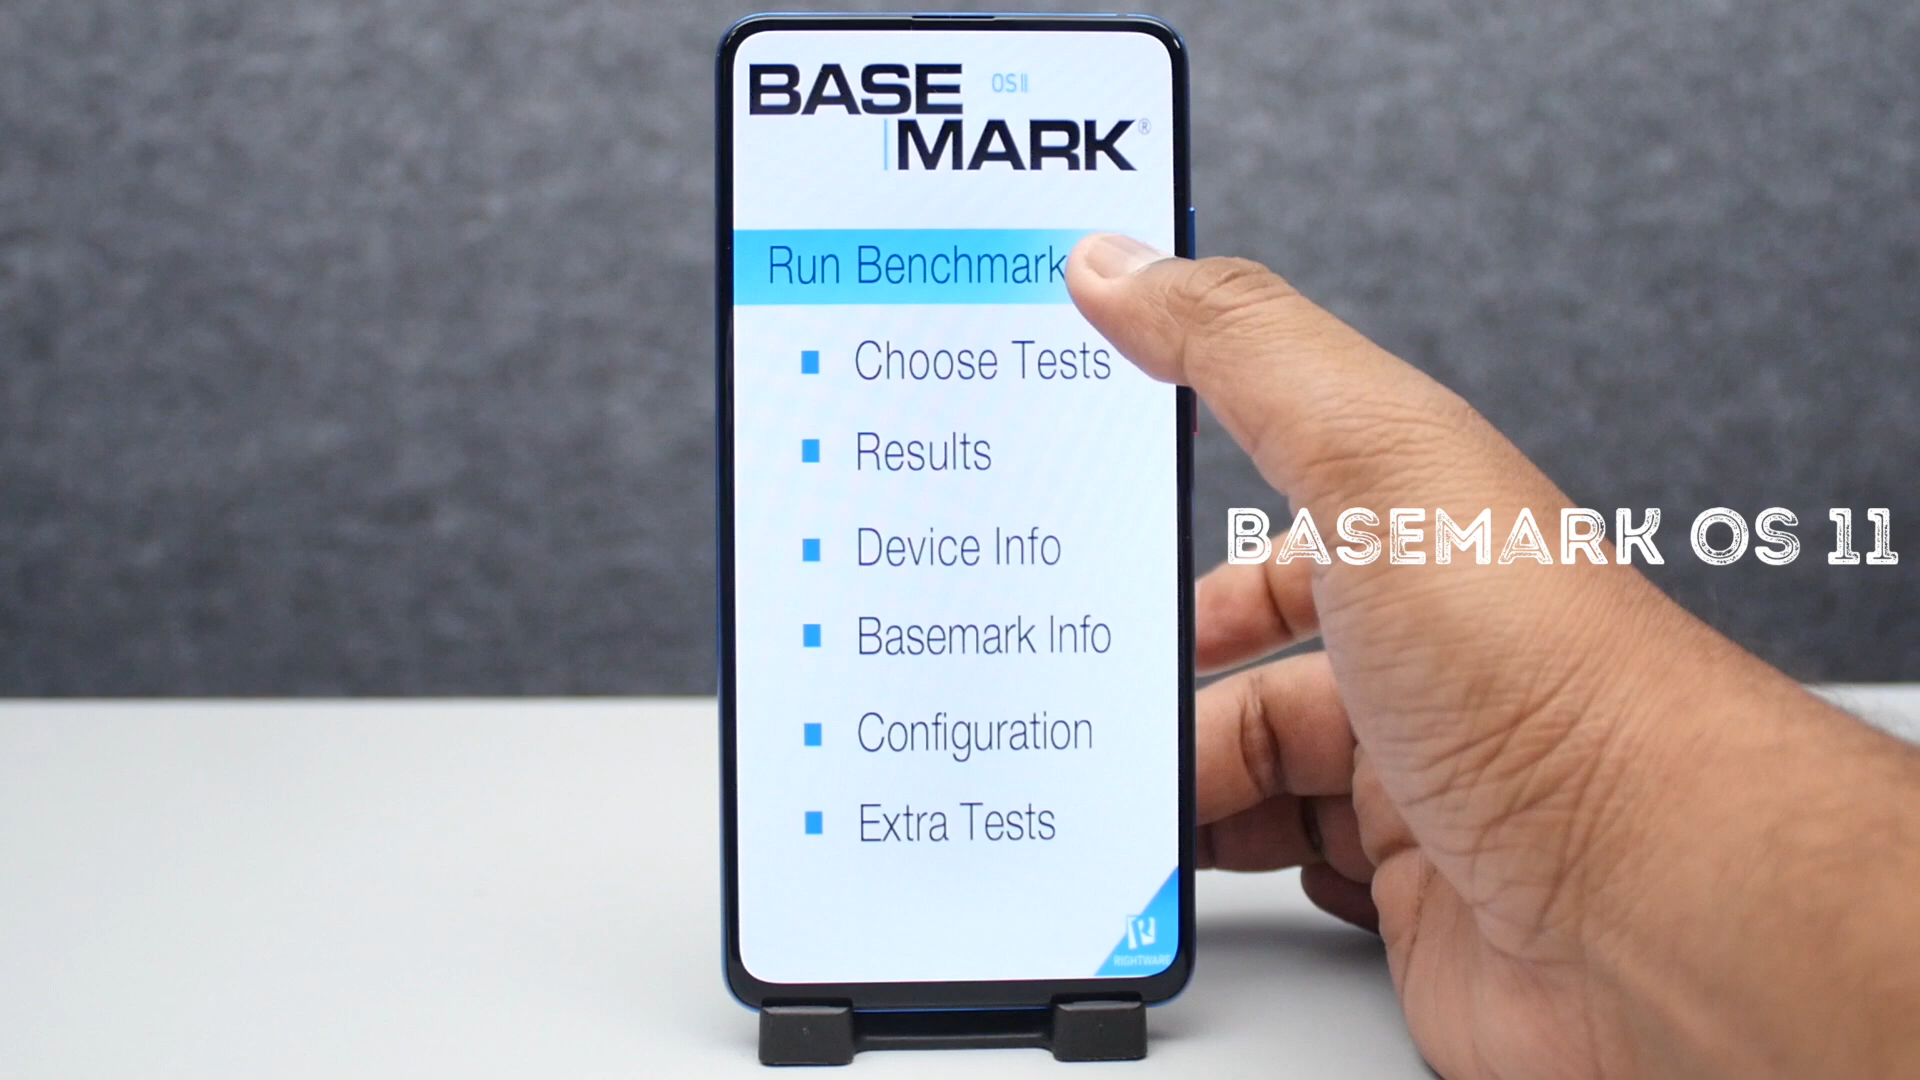 BASE OS II
MARK®
Run Benchmark
Choose Tests
Results
Device Info
Basemark Info
Configuration
Extra Tests
RIGHTWARE
BASEMARK OS 11